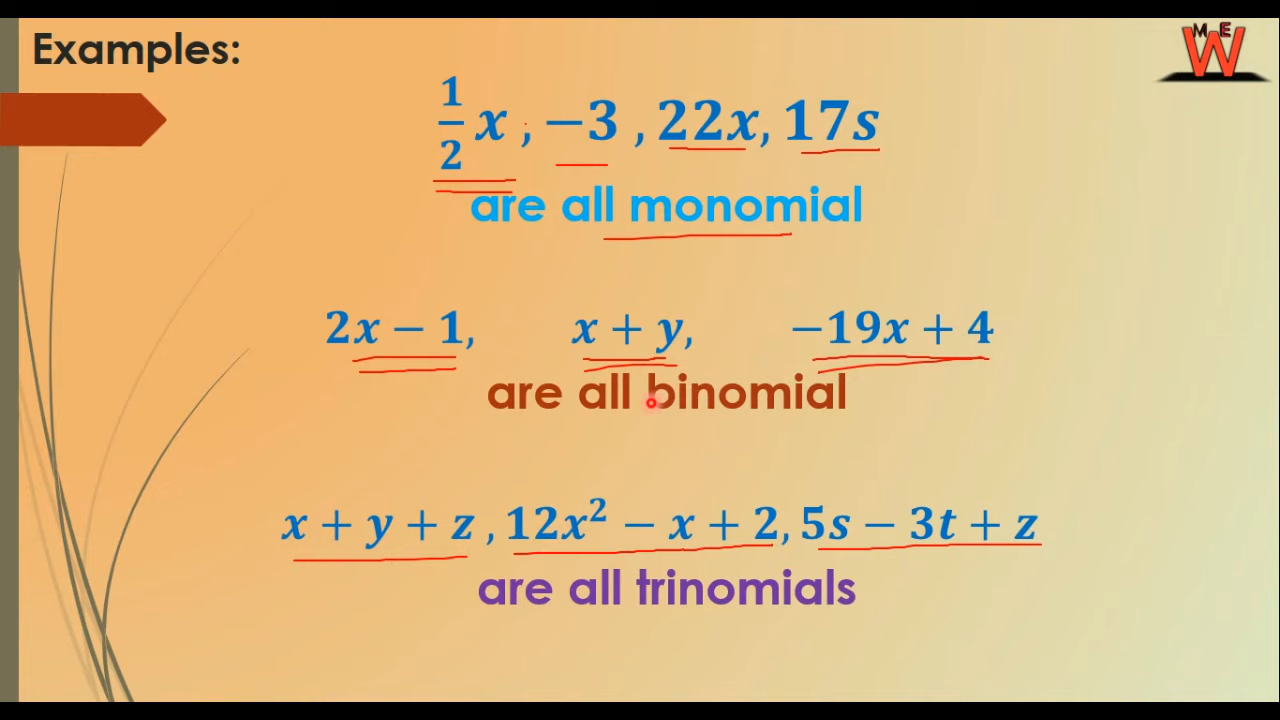 Examples:
M E
W
1/2 x , −3 , 22x, 17s
are all monomial
2x − 1, x + y, −19x + 4
are all binomial
x + y + z , 12x² − x + 2, 5s − 3t + z
are all trinomials